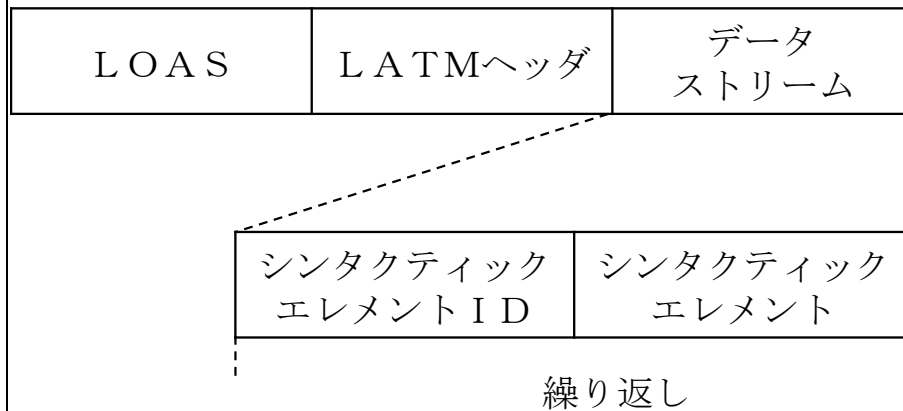 ＬＯＡＳ
ＬＡＴＭヘッダ
データ
ストリーム
シンタクティック
エレメントＩＤ
シンタクティック
エレメント
繰り返し